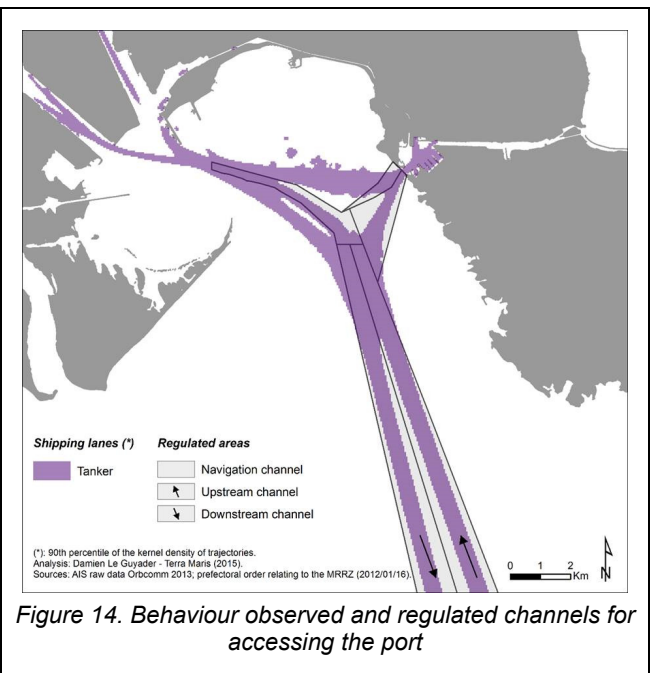 Shipping lanes (*)
Regulated areas
Tanker
Navigation channel
Upstream channel
Downstream channel
(*): 90th percentile of the kernel density of trajectories.
Analysis: Damien Le Guyader - Terra Maris (2015).
Sources: AIS raw data Orbcomm 2013; prefectoral order relating to the MRRZ (2012/01/16).
0 1 2
Km
N
Figure 14. Behaviour observed and regulated channels for
accessing the port